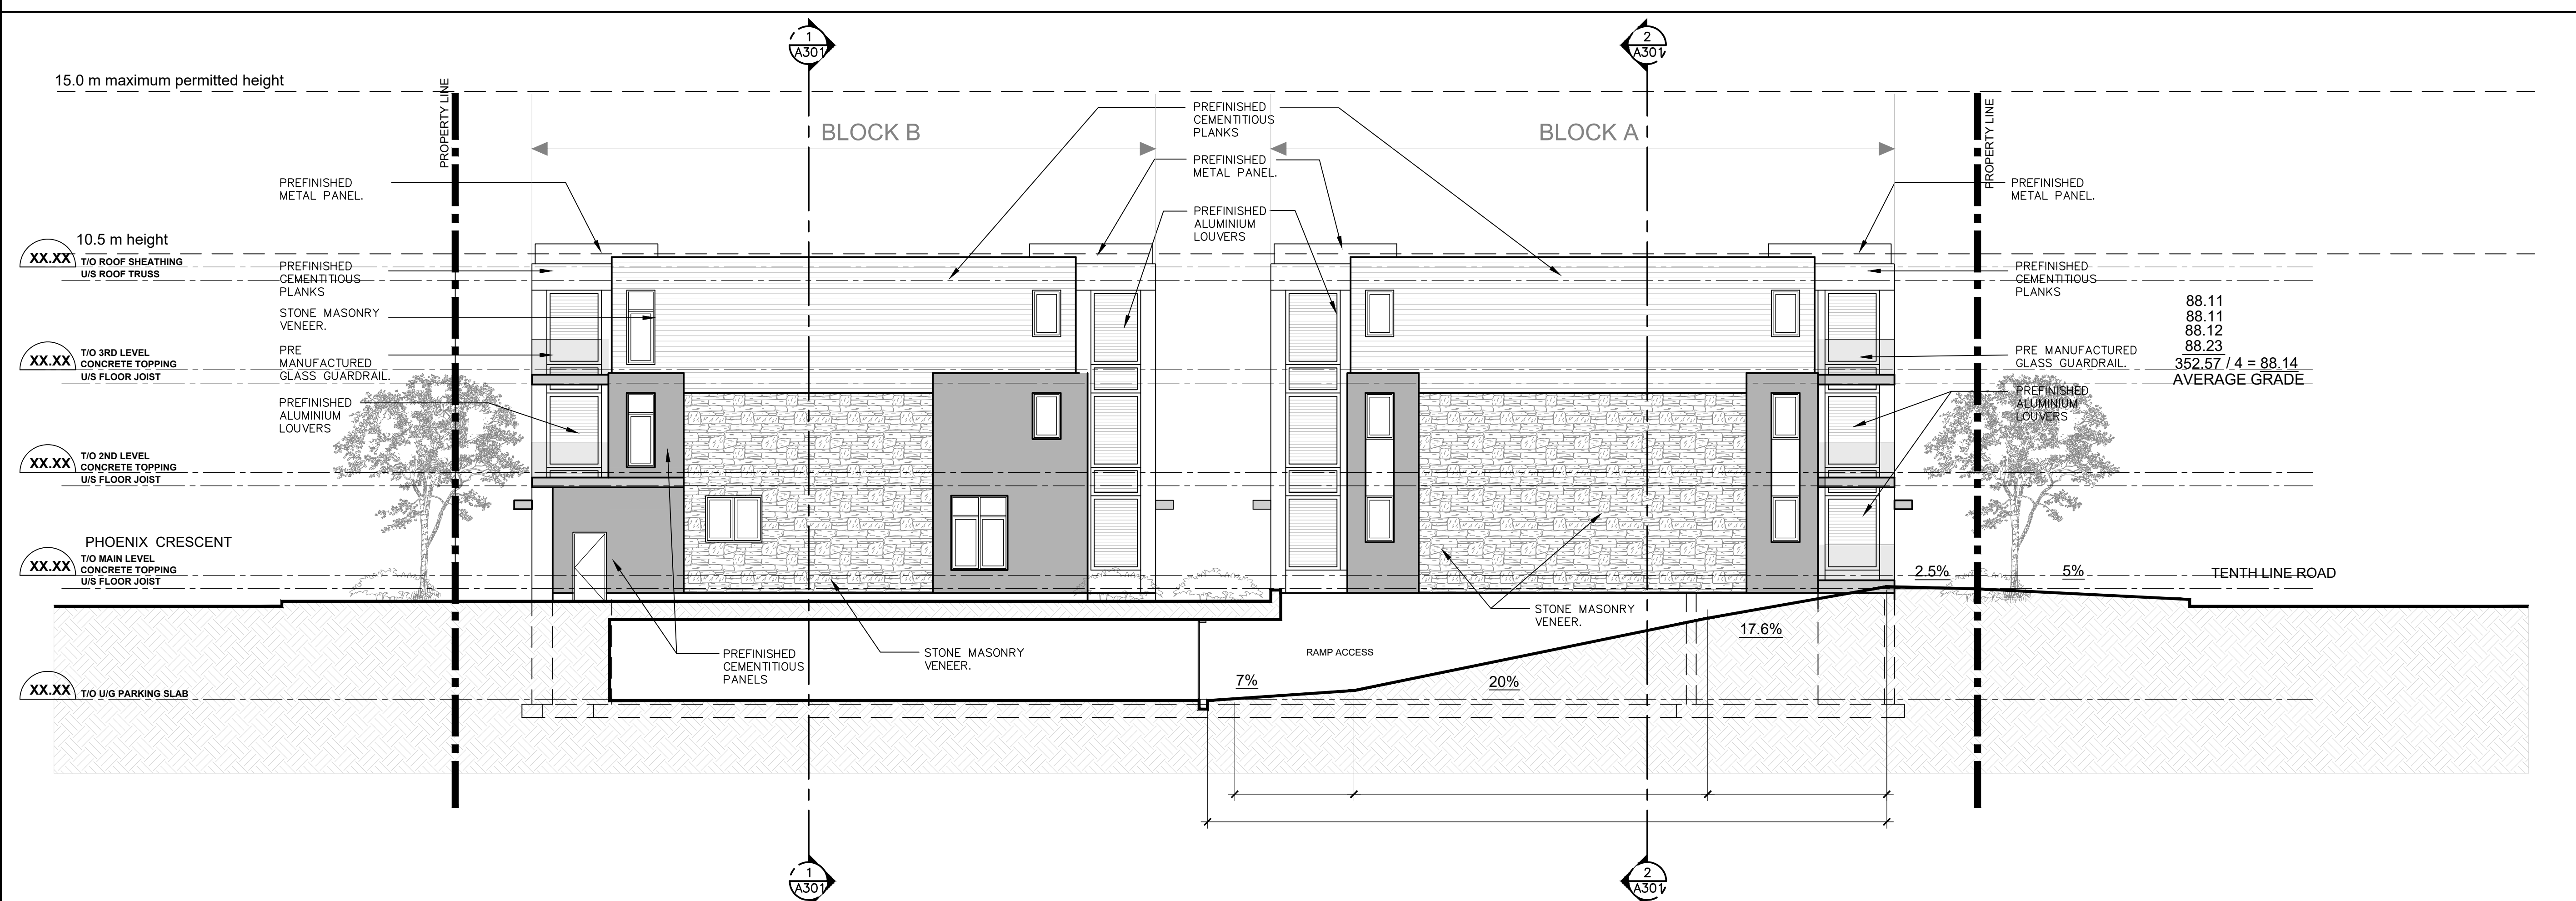 1
A301
2
A301
15.0 m maximum permitted height
PROPERTY LINE
PROPERTY LINE
BLOCK B
BLOCK A
PREFINISHED
CEMENTITIOUS
PLANKS
PREFINISHED
METAL PANEL.
PREFINISHED
ALUMINIUM
LOUVERS
PREFINISHED
METAL PANEL.
PREFINISHED
METAL PANEL.
10.5 m height
XX.XX
T/O ROOF SHEATHING
U/S ROOF TRUSS
PREFINISHED
CEMENTITIOUS
PLANKS
STONE MASONRY
VENEER.
XX.XX
T/O 3RD LEVEL
CONCRETE TOPPING
U/S FLOOR JOIST
PRE
MANUFACTURED
GLASS GUARDRAIL.
PREFINISHED
ALUMINIUM
LOUVERS
PREFINISHED
CEMENTITIOUS
PLANKS
88.11
88.11
88.12
88.23
352.57 / 4 = 88.14
AVERAGE GRADE
PRE MANUFACTURED
GLASS GUARDRAIL.
PREFINISHED
ALUMINIUM
LOUVERS
XX.XX
T/O 2ND LEVEL
CONCRETE TOPPING
U/S FLOOR JOIST
PHOENIX CRESCENT
XX.XX
T/O MAIN LEVEL
CONCRETE TOPPING
U/S FLOOR JOIST
2.5%
5%
TENTH LINE ROAD
STONE MASONRY
VENEER.
17.6%
PREFINISHED
CEMENTITIOUS
PANELS
STONE MASONRY
VENEER.
RAMP ACCESS
7%
20%
XX.XX
T/O U/G PARKING SLAB
1
A301
2
A301